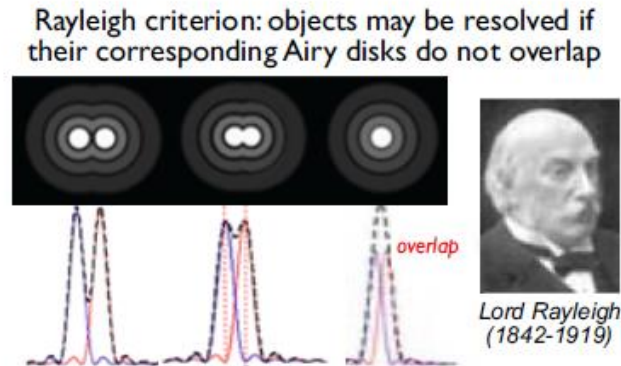 Rayleigh criterion: objects may be resolved if
their corresponding Airy disks do not overlap
overlap
Lord Rayleigh
(1842-1919)